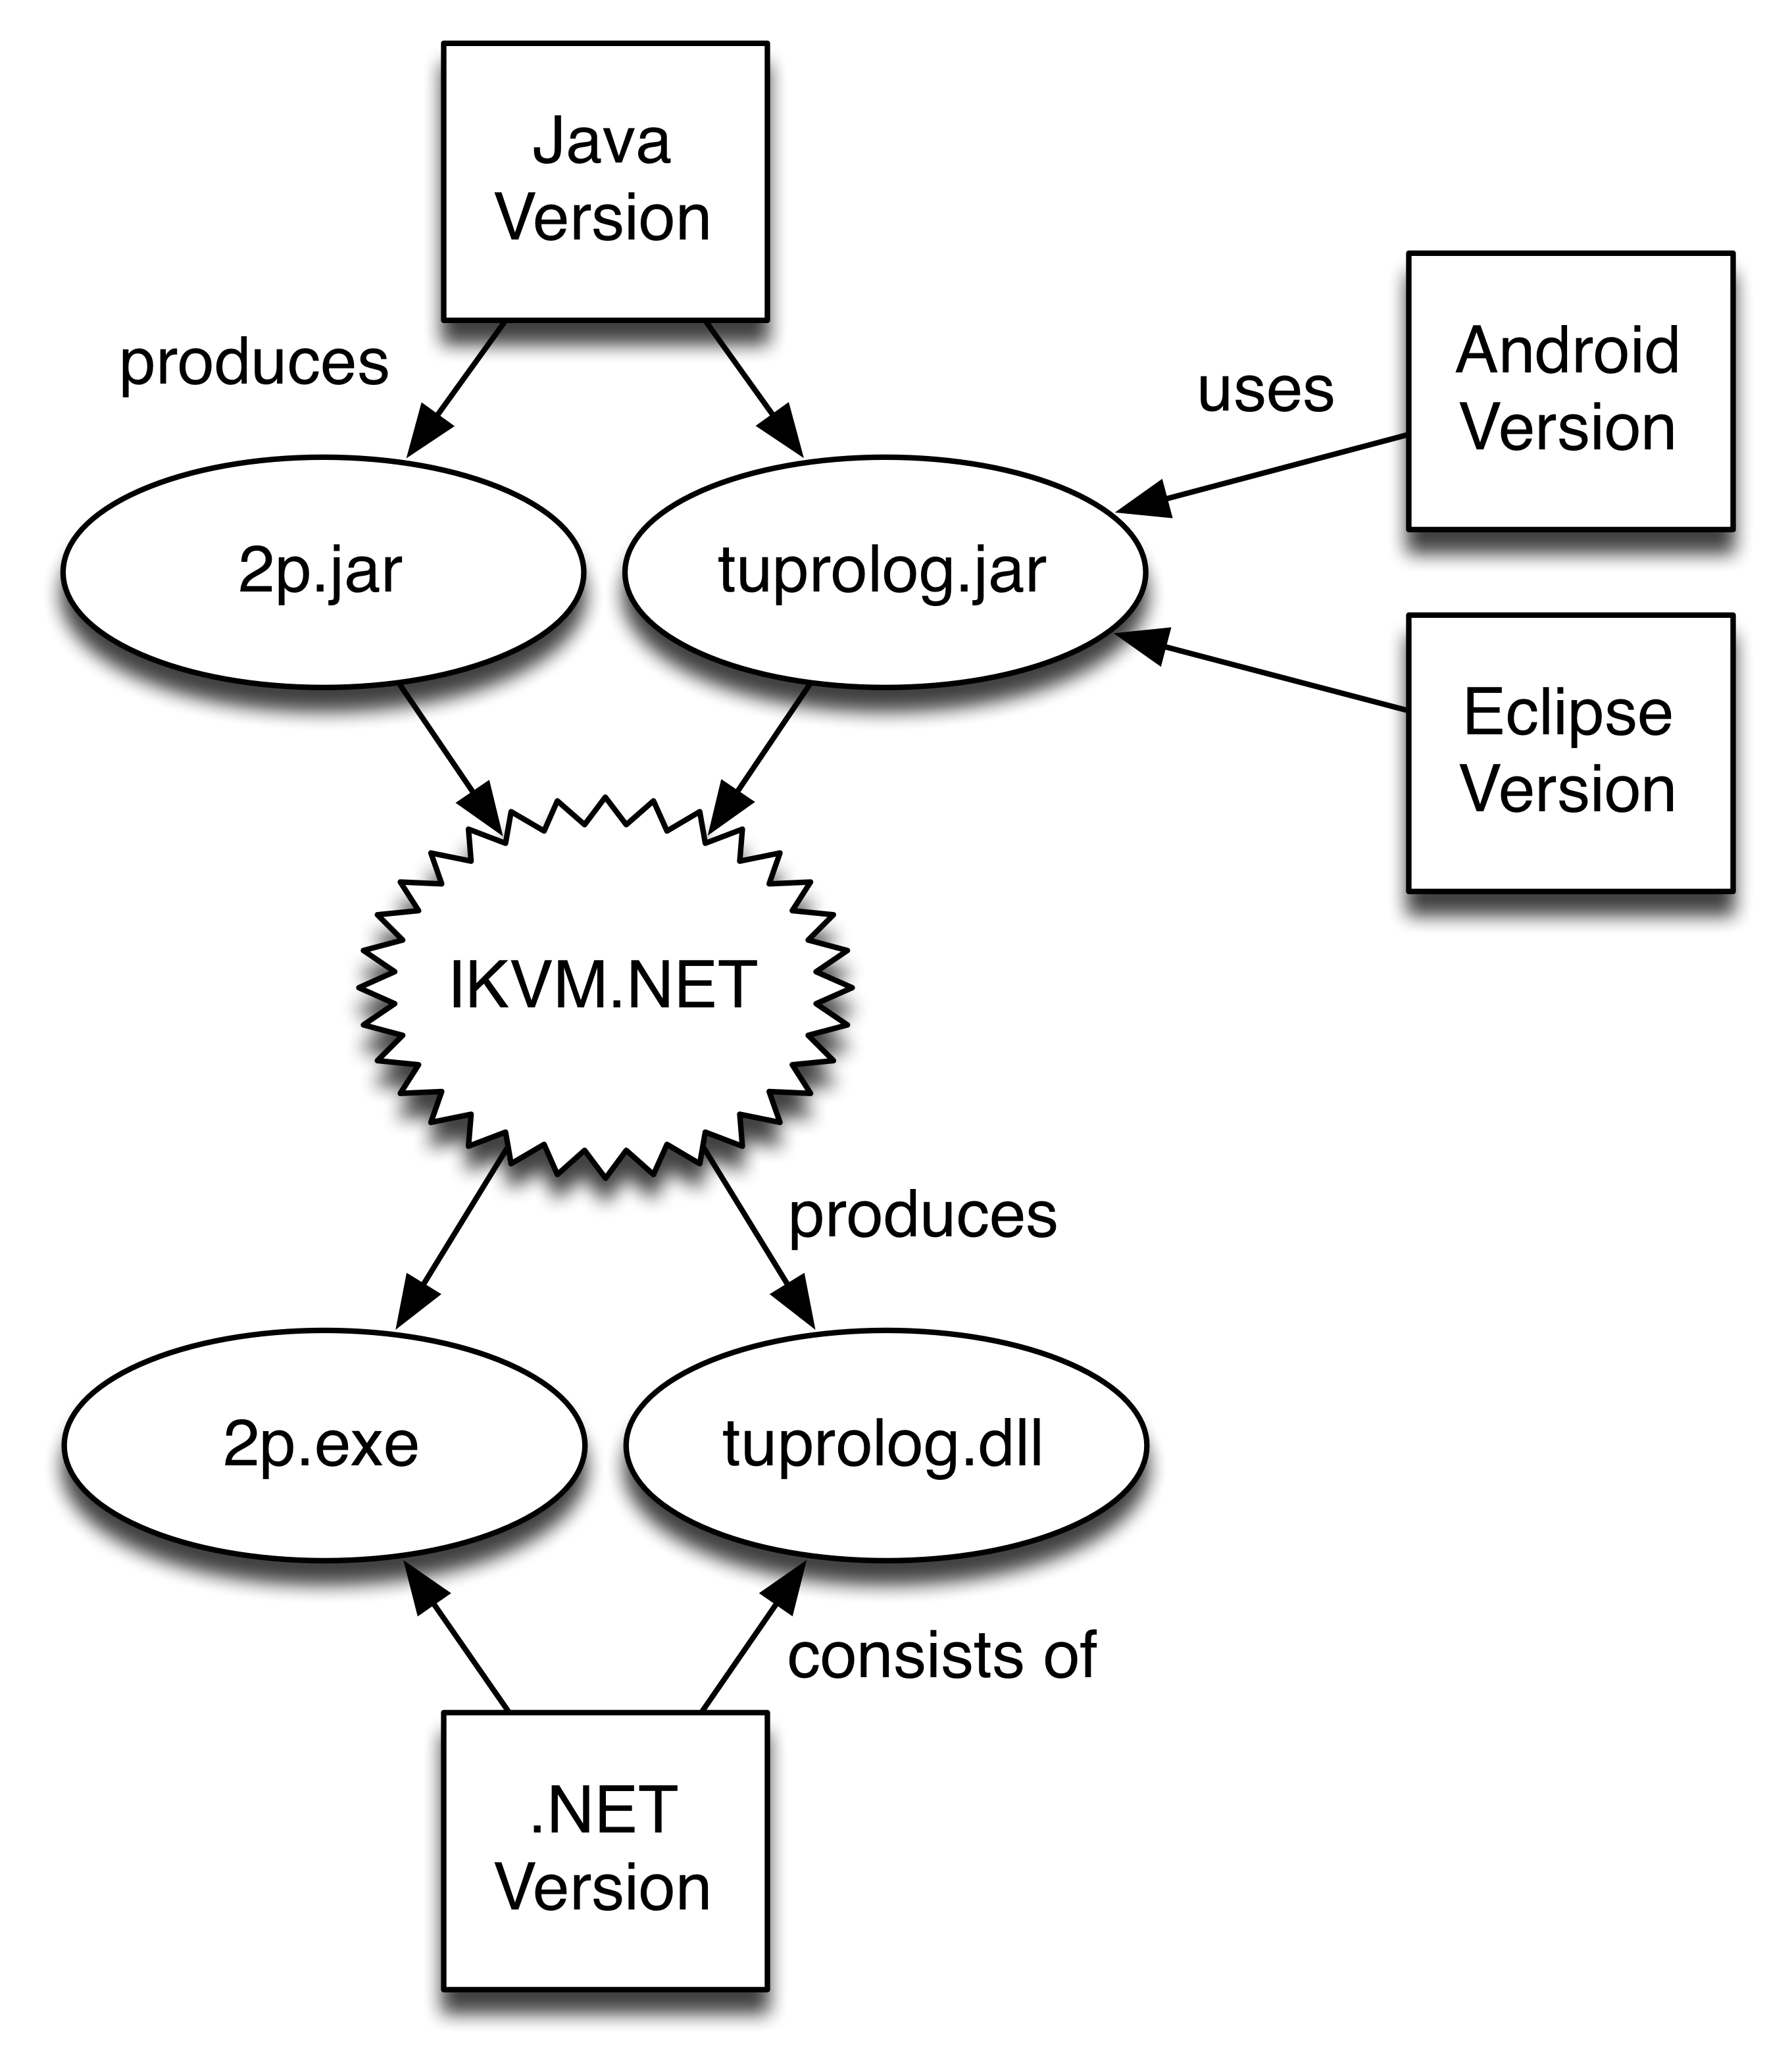 Java
Version
produces
uses
Android
Version
2p.jar
tuprolog.jar
Eclipse
Version
IKVM.NET
produces
2p.exe
tuprolog.dll
consists of
.NET
Version